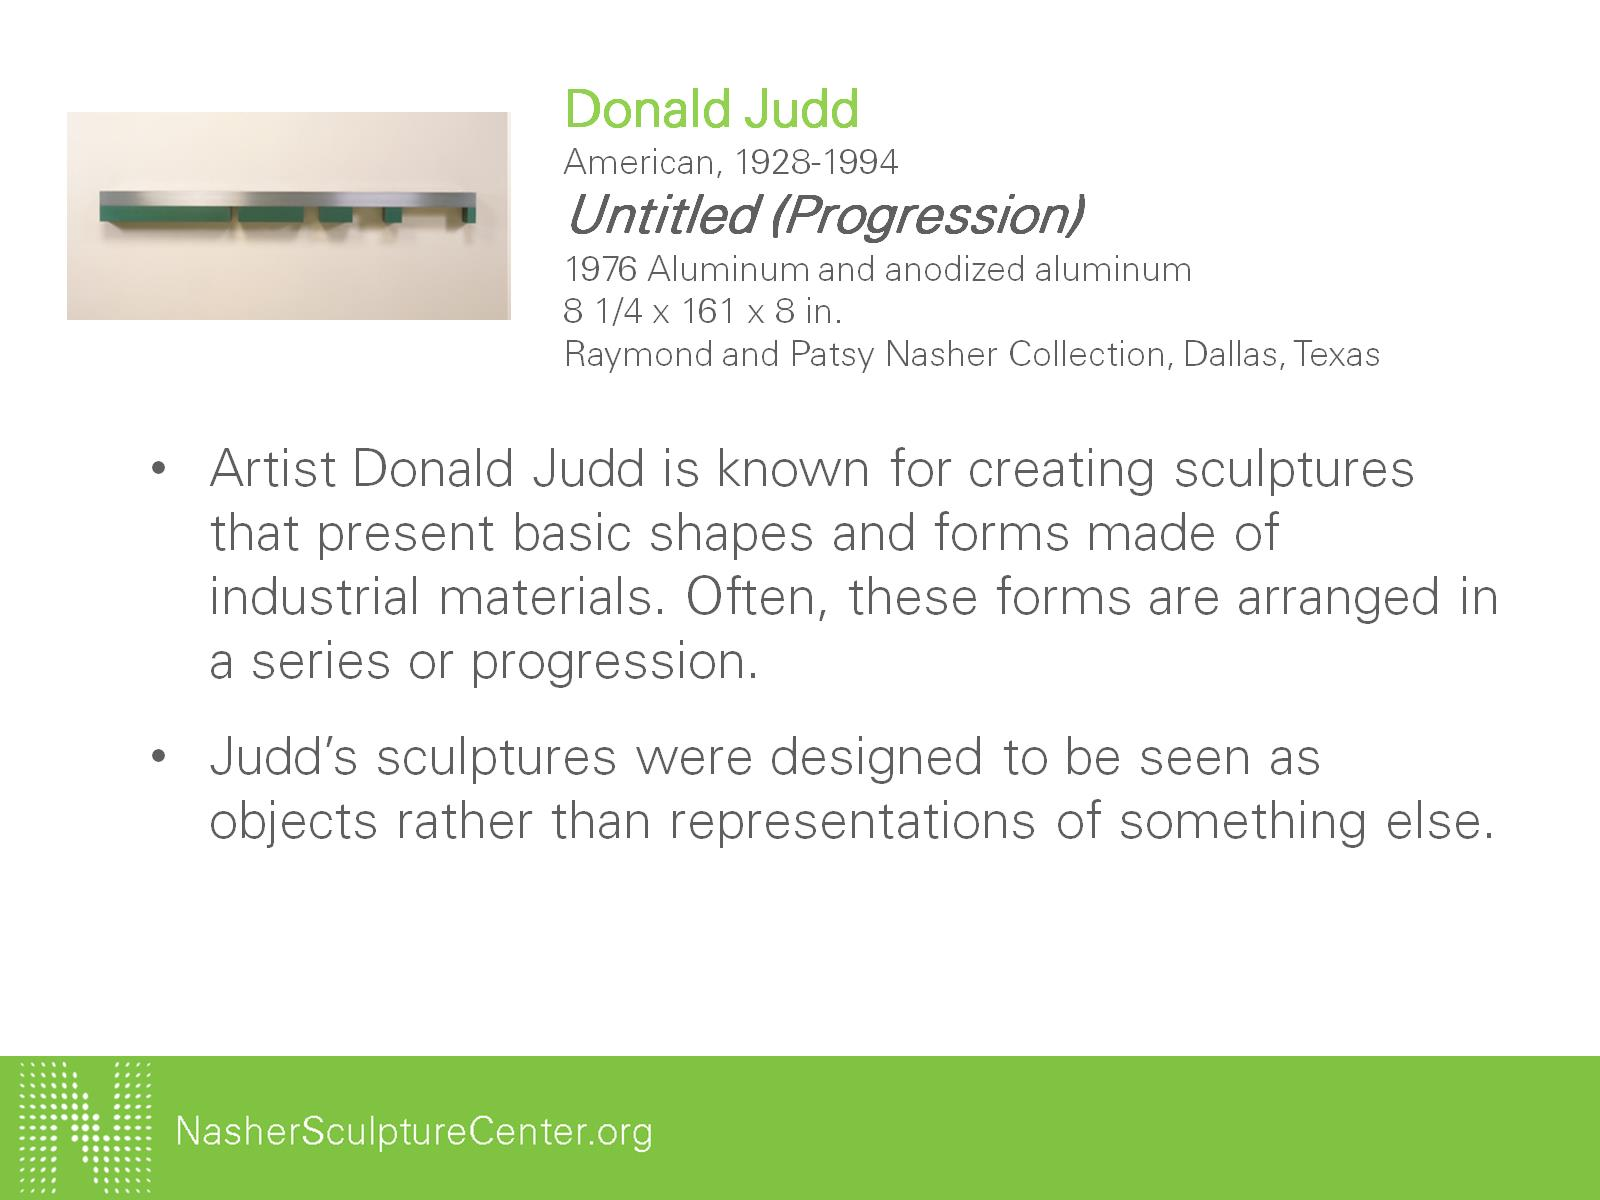 Donald Judd
American, 1928-1994
Untitled (Progression)
1976 Aluminum and anodized aluminum
8 1/4 x 161 x 8 in.
Raymond and Patsy Nasher Collection, Dallas, Texas
• Artist Donald Judd is known for creating sculptures
that present basic shapes and forms made of
industrial materials. Often, these forms are arranged in
a series or progression.
• Judd’s sculptures were designed to be seen as
objects rather than representations of something else.
NasherSculptureCenter.org